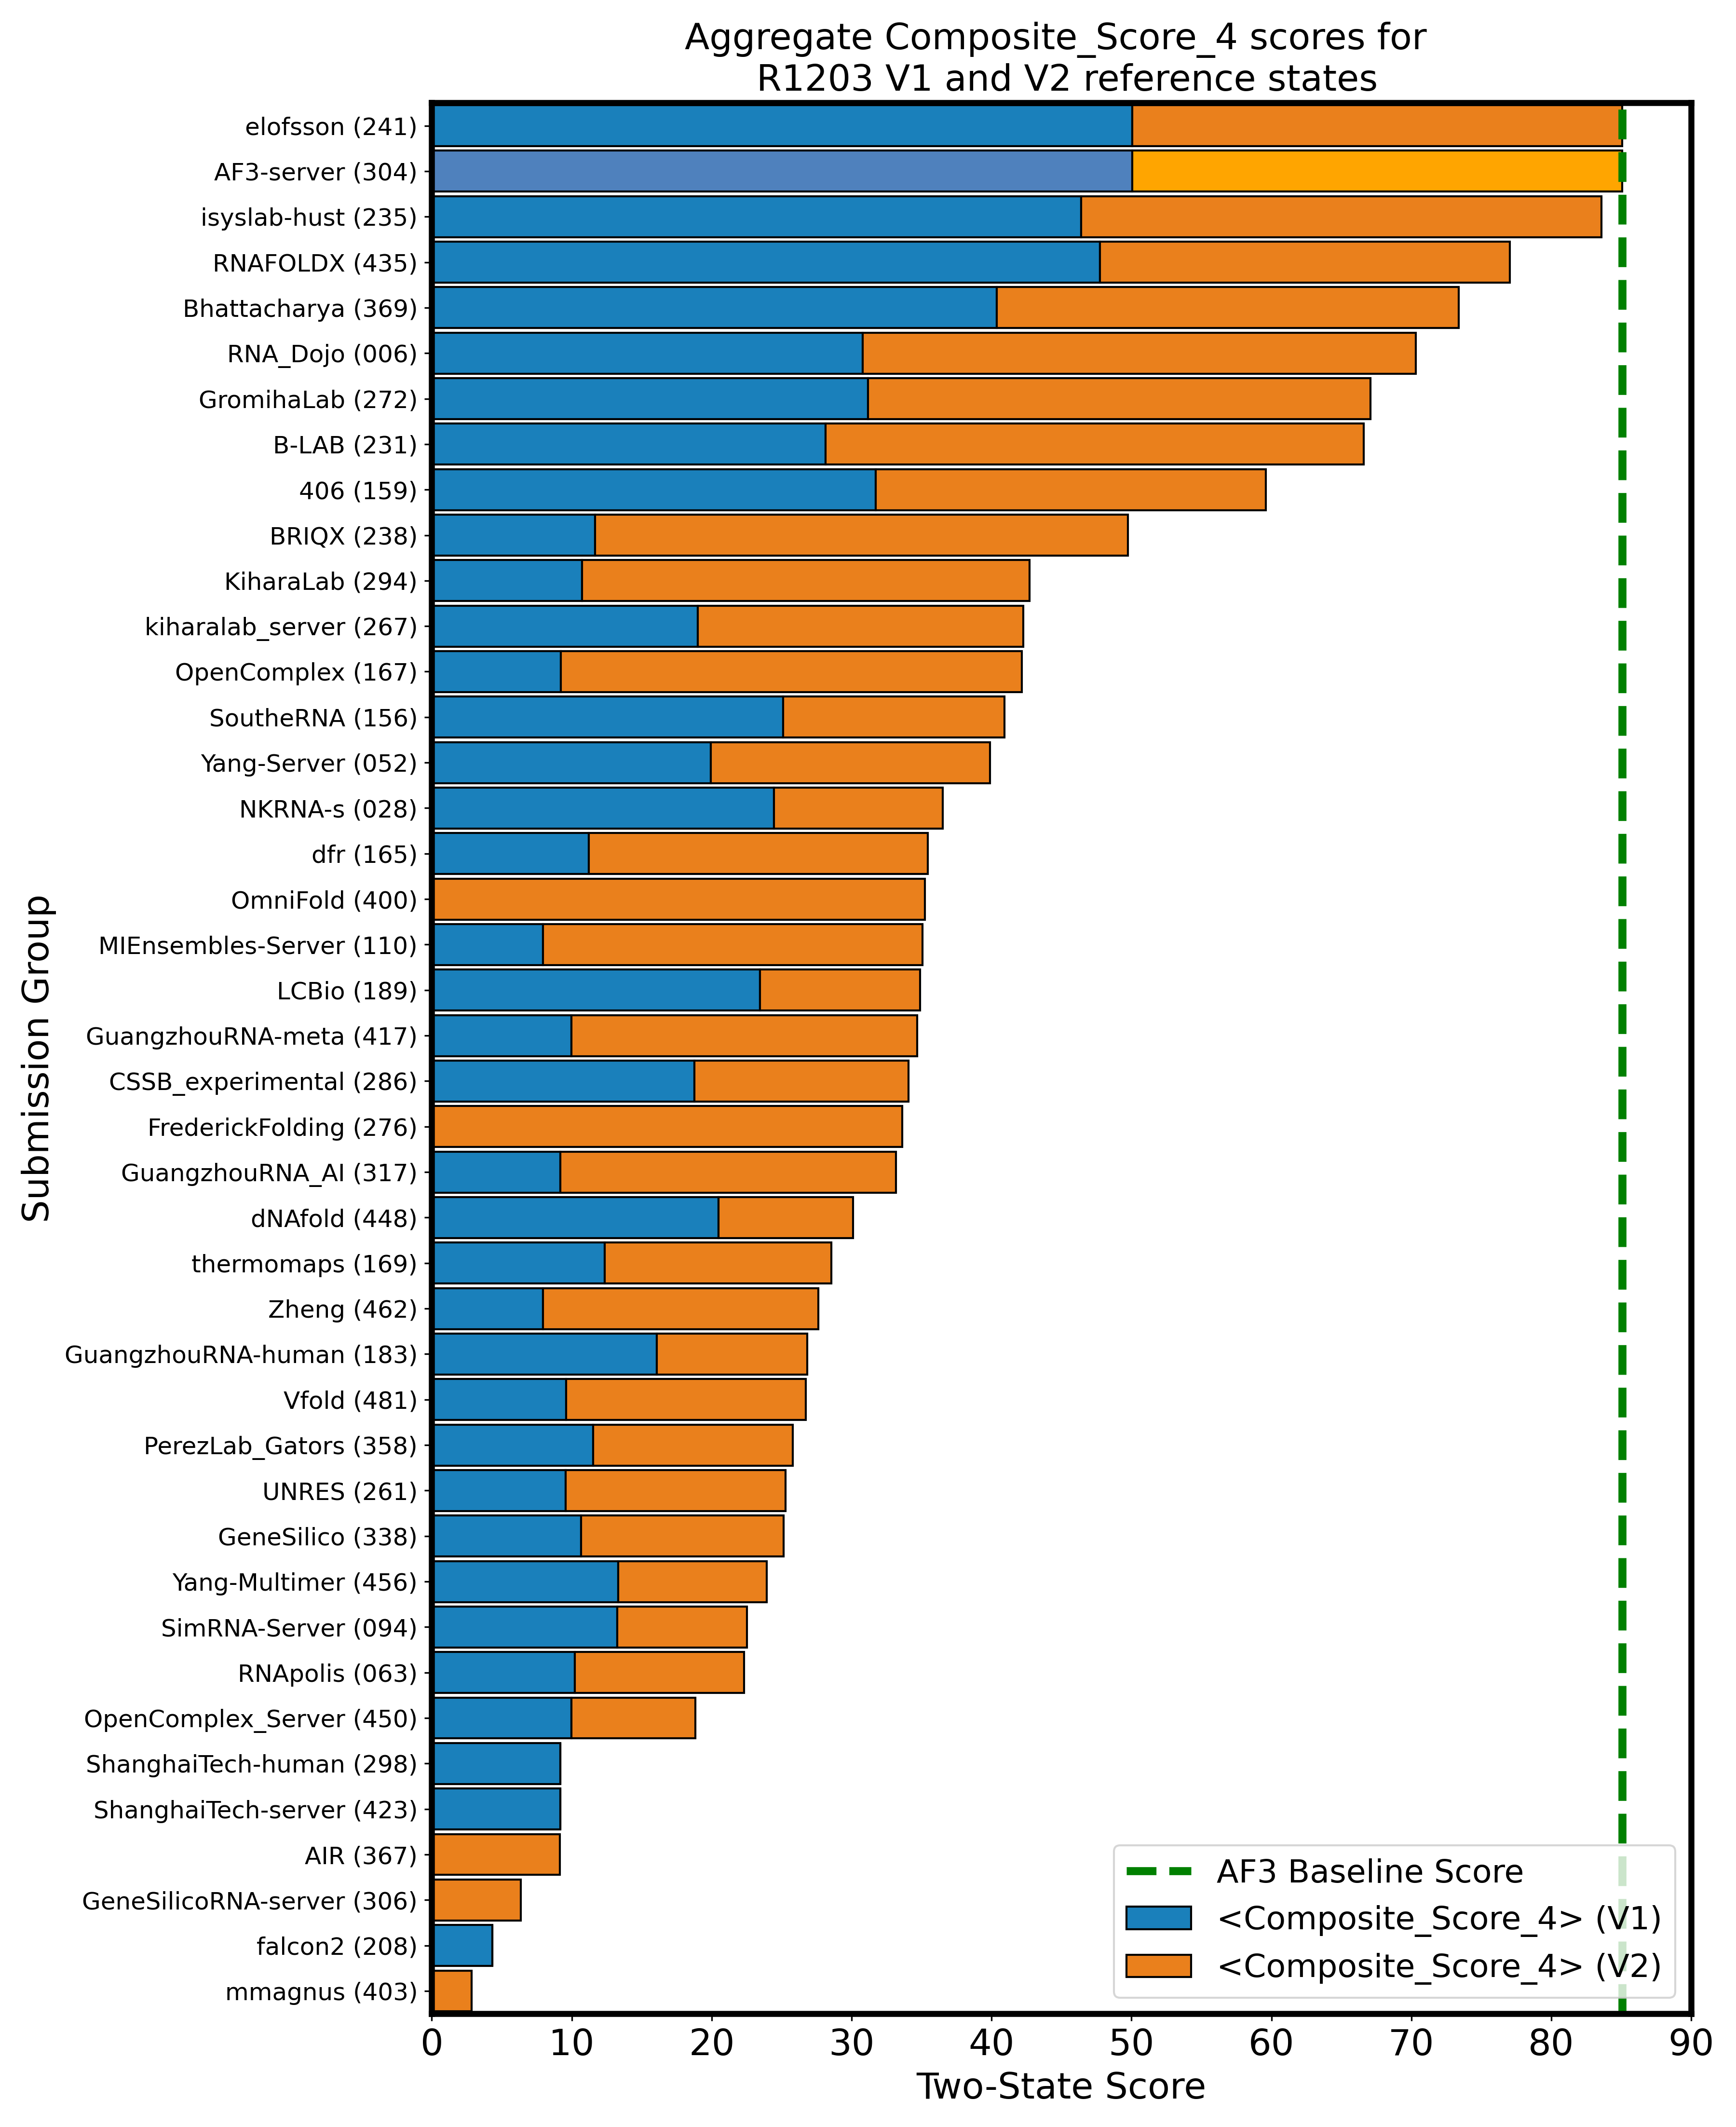 Aggregate Composite_Score_4 scores for
R1203 V1 and V2 reference states
Submission Group
elofsson (241)
AF3-server (304)
isyslab-hust (235)
RNAFOLDX (435)
Bhattacharya (369)
RNA_Dojo (006)
GromihaLab (272)
B-LAB (231)
406 (159)
BRIQX (238)
KiharaLab (294)
kiharalab_server (267)
OpenComplex (167)
SoutheRNA (156)
Yang-Server (052)
NKRNA-s (028)
dfr (165)
OmniFold (400)
MIEnsembles-Server (110)
LCBio (189)
GuangzhouRNA-meta (417)
CSSB_experimental (286)
FrederickFolding (276)
GuangzhouRNA_AI (317)
dNAfold (448)
thermomaps (169)
Zheng (462)
GuangzhouRNA-human (183)
Vfold (481)
PerezLab_Gators (358)
UNRES (261)
GeneSilico (338)
Yang-Multimer (456)
SimRNA-Server (094)
RNApolis (063)
OpenComplex_Server (450)
ShanghaiTech-human (298)
ShanghaiTech-server (423)
AIR (367)
GeneSilicoRNA-server (306)
falcon2 (208)
mmagnus (403)
AF3 Baseline Score
<Composite_Score_4> (V1)
<Composite_Score_4> (V2)
0 10 20 30 40 50 60 70 80 90
Two-State Score